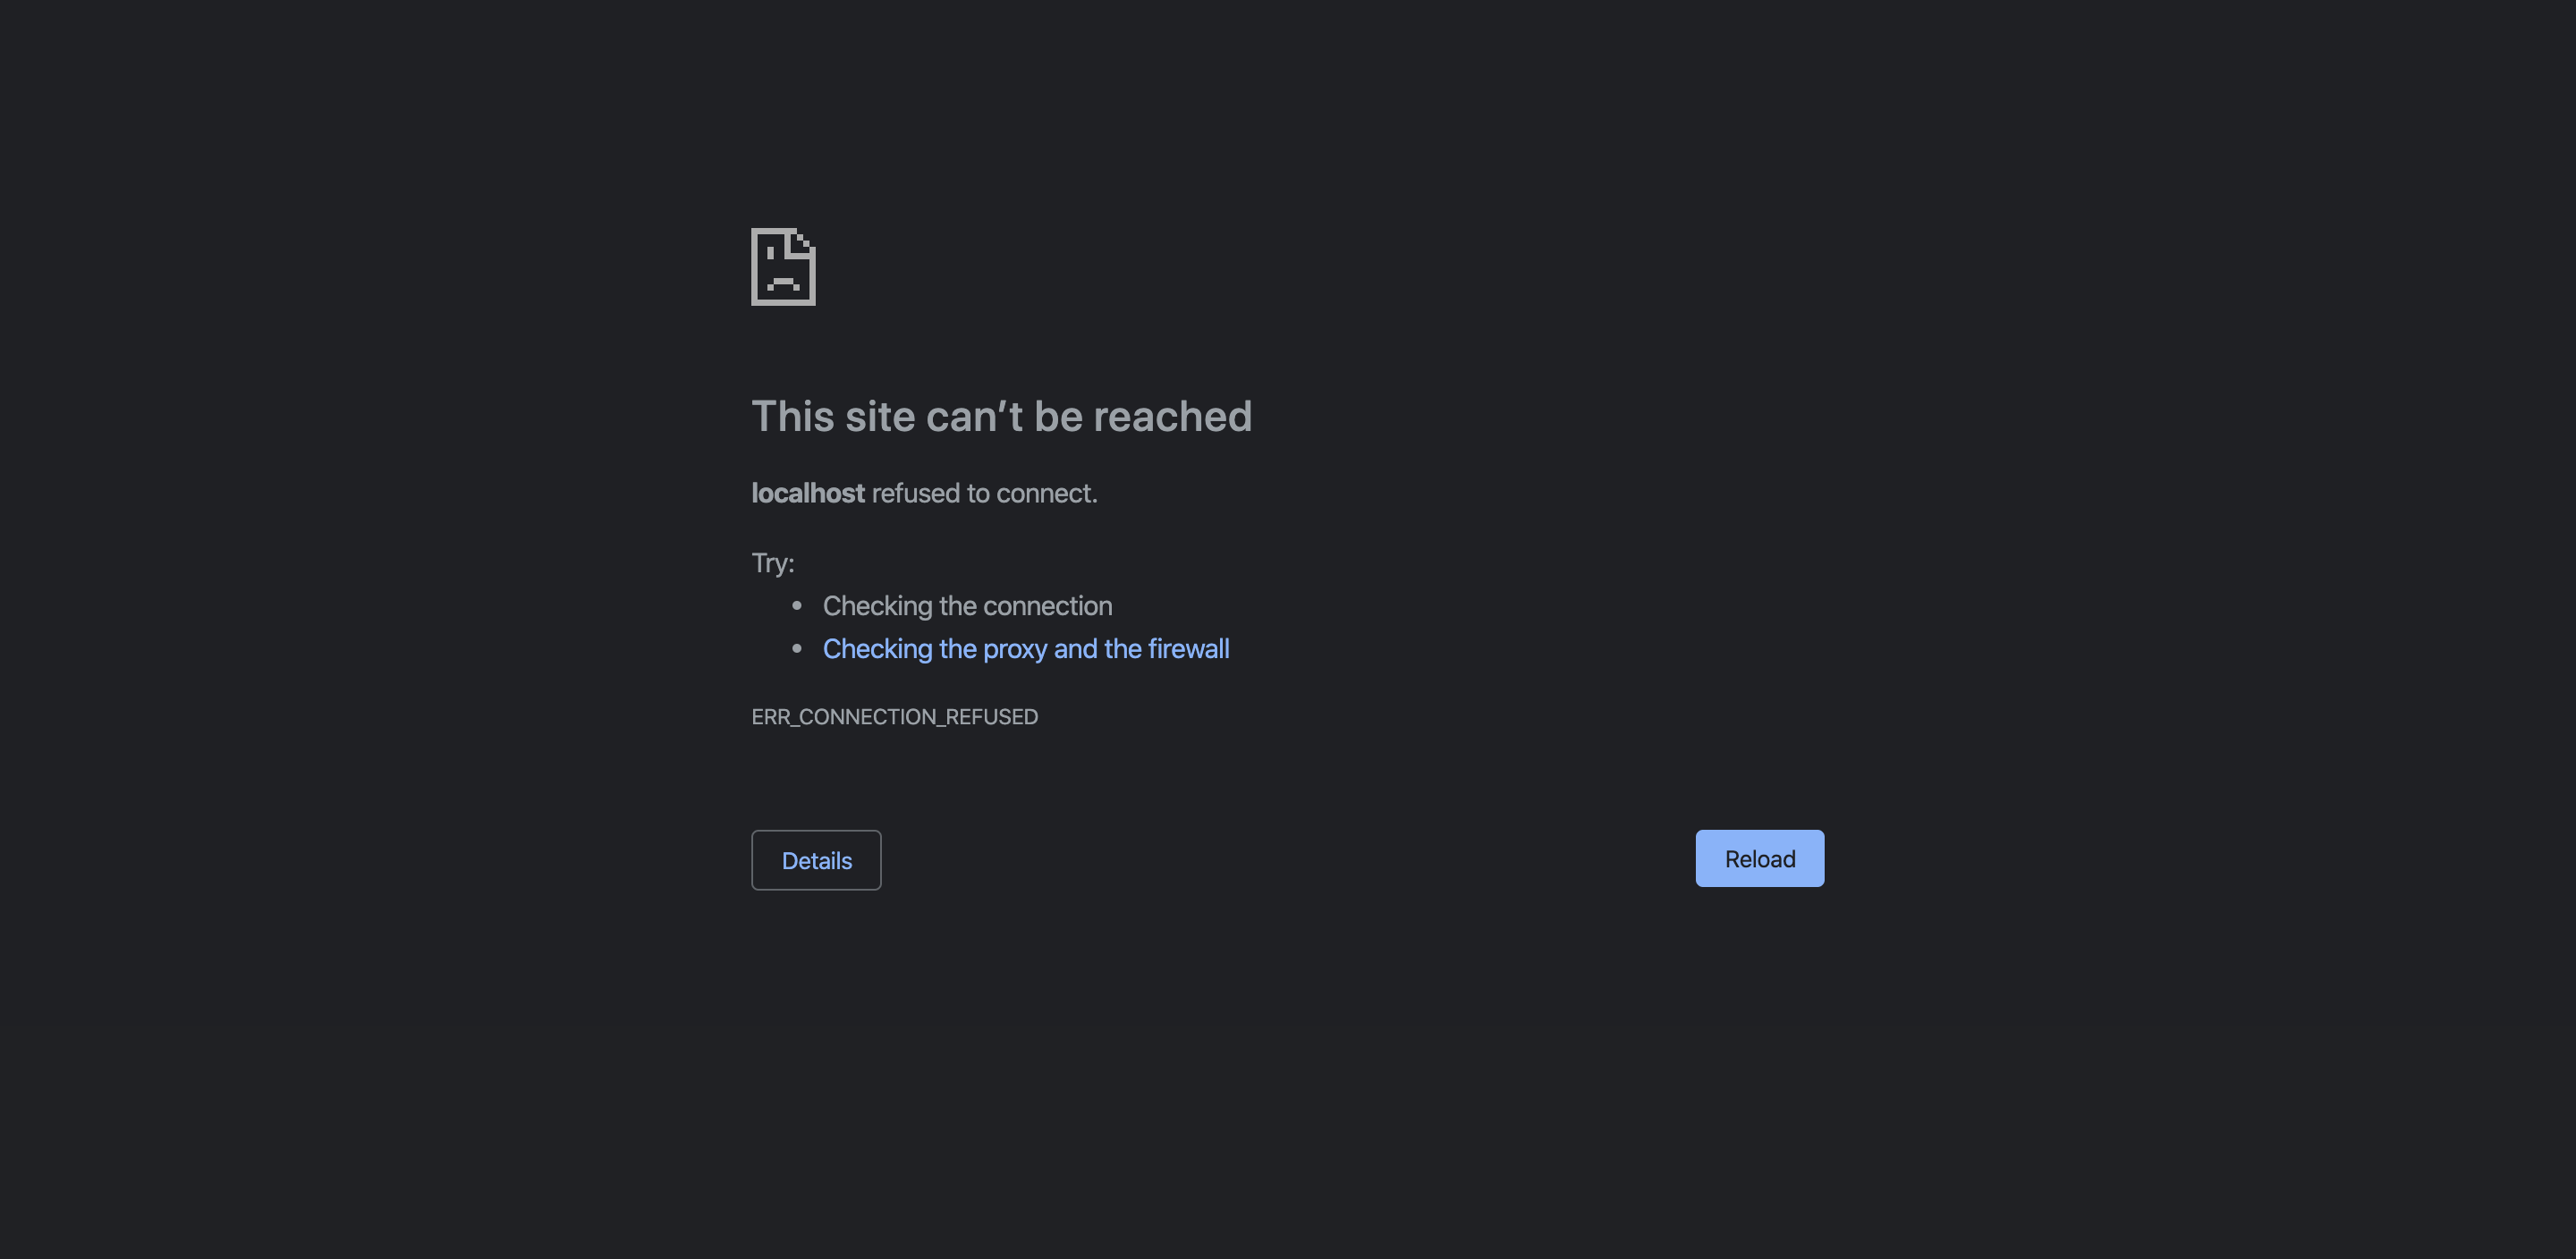 This site can’t be reached
localhost refused to connect.
Try:
Checking the connection
Checking the proxy and the firewall
ERR_CONNECTION_REFUSED
Details
Reload